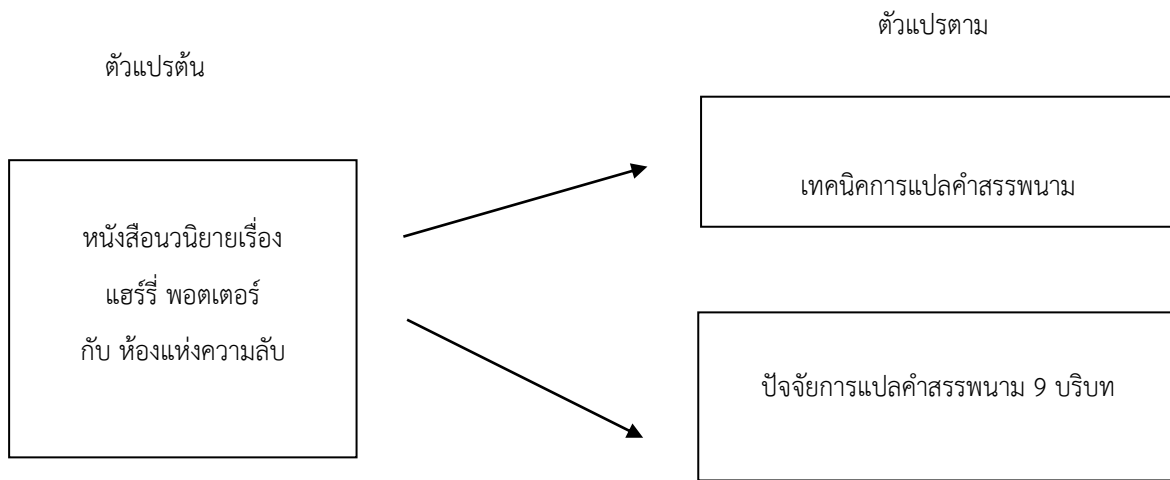 ตัวแปรต้น
หนังสือนวนิยายเรื่อง
แฮร์รี่ พอตเตอร์
กับ ห้องแห่งความลับ
ตัวแปรตาม
เทคนิคการแปลคำสรรพนาม
ปัจจัยการแปลคำสรรพนาม 9 บริบท